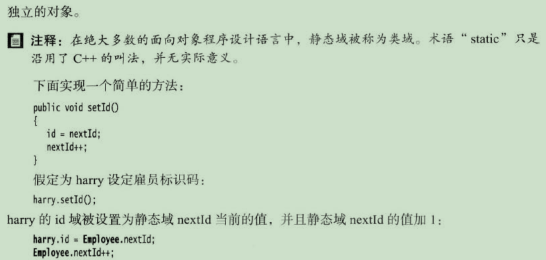 独立的对象。
注释：在绝大多数的面向对象程序设计语言中，静态域被称为类域。术语“static”只是
沿用了 C++ 的叫法，并无实际意义。
下面实现一个简单的方法：
public void setId()
{
id = nextId;
nextId++;
}
假定为 harry 设定雇员标识码：
harry.setId();
harry 的 id 域被设置为静态域 nextId 当前的值，并且静态域 nextId 的值加 1：
harry.id = Employee.nextId;
Employee.nextId++;